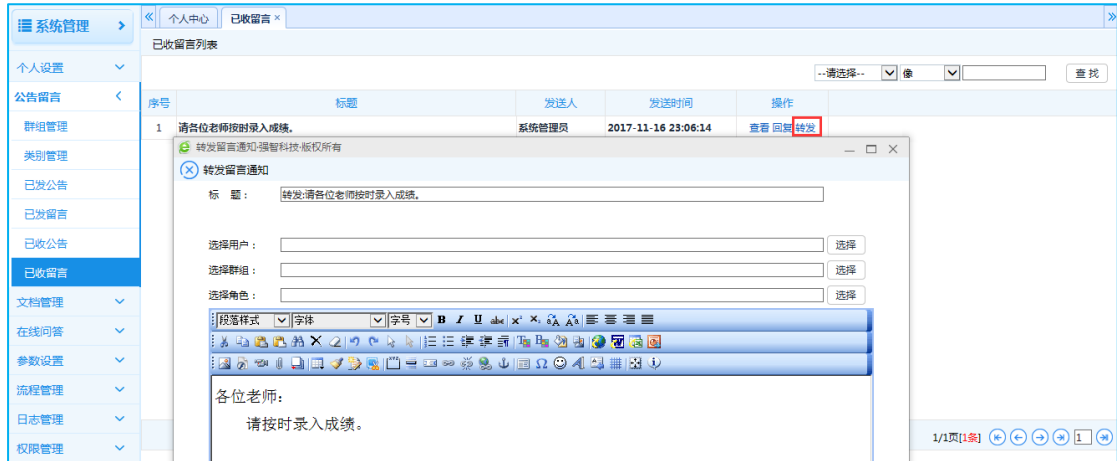 系统管理
个人设置
公告留言
群组管理
类别管理
已发公告
已发留言
已收公告
已收留言
文档管理
在线问答
参数设置
流程管理
日志管理
权限管理
个人中心 已收留言 ×
已收留言列表
--请选择-- 像 查 找
序号 标题 发送人 发送时间 操作
1 请各位老师按时录入成绩。 系统管理员 2017-11-16 23:06:14 查看 回复 转发
转发留言通知-强智科技·版权所有
转发留言通知
标 题: 转发:请各位老师按时录入成绩。
选择用户: 选择
选择群组: 选择
选择角色: 选择
段落样式 字体 字号 B I U abc x² x₂
各位老师:
请按时录入成绩。
1/1页[1条] 1